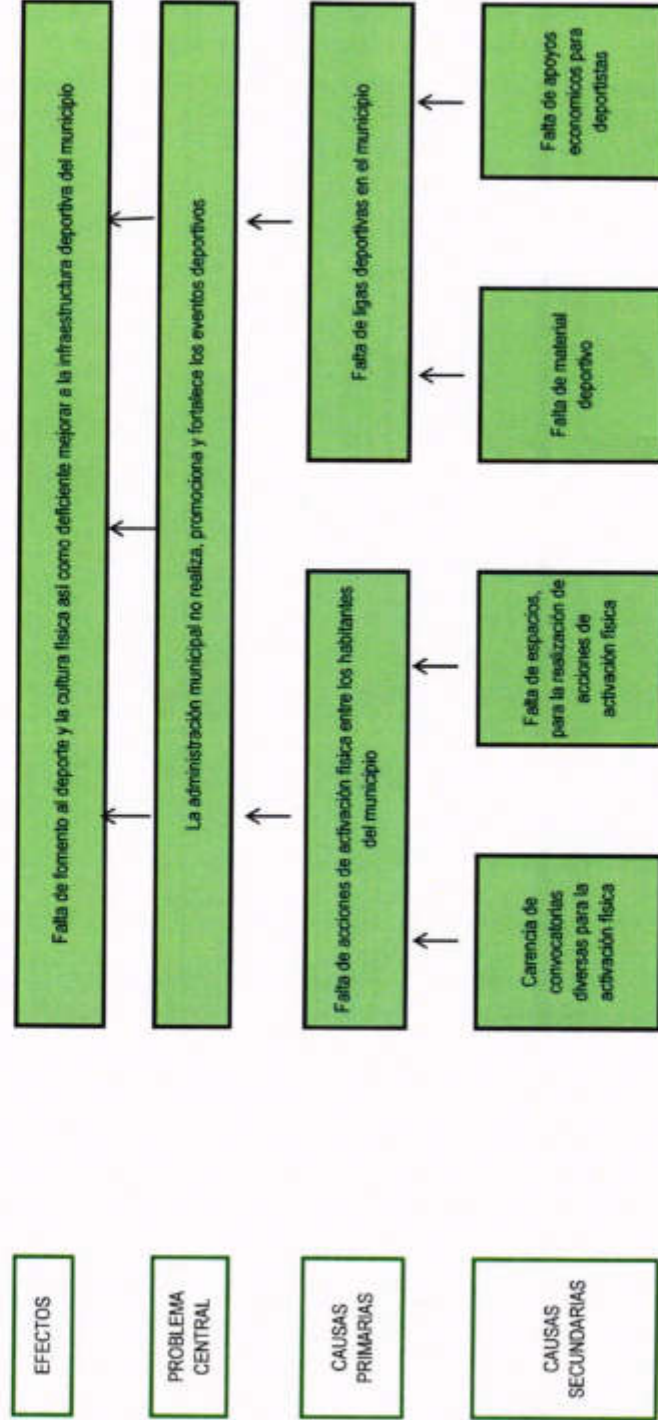 EFECTOS
Falta de fomento al deporte y la cultura física así como deficiente mejorar a la infraestructura deportiva del municipio
PROBLEMA
CENTRAL
La administración municipal no realiza, promociona y fortalece los eventos deportivos
CAUSAS
PRIMARIAS
Falta de acciones de activación física entre los habitantes
del municipio
Falta de ligas deportivas en el municipio
CAUSAS
SECUNDARIAS
Carencia de
convocatorias
diversas para la
activación física
Falta de espacios,
para la realización de
acciones de
activación física
Falta de material
deportivo
Falta de apoyos
economicos para
deportistas